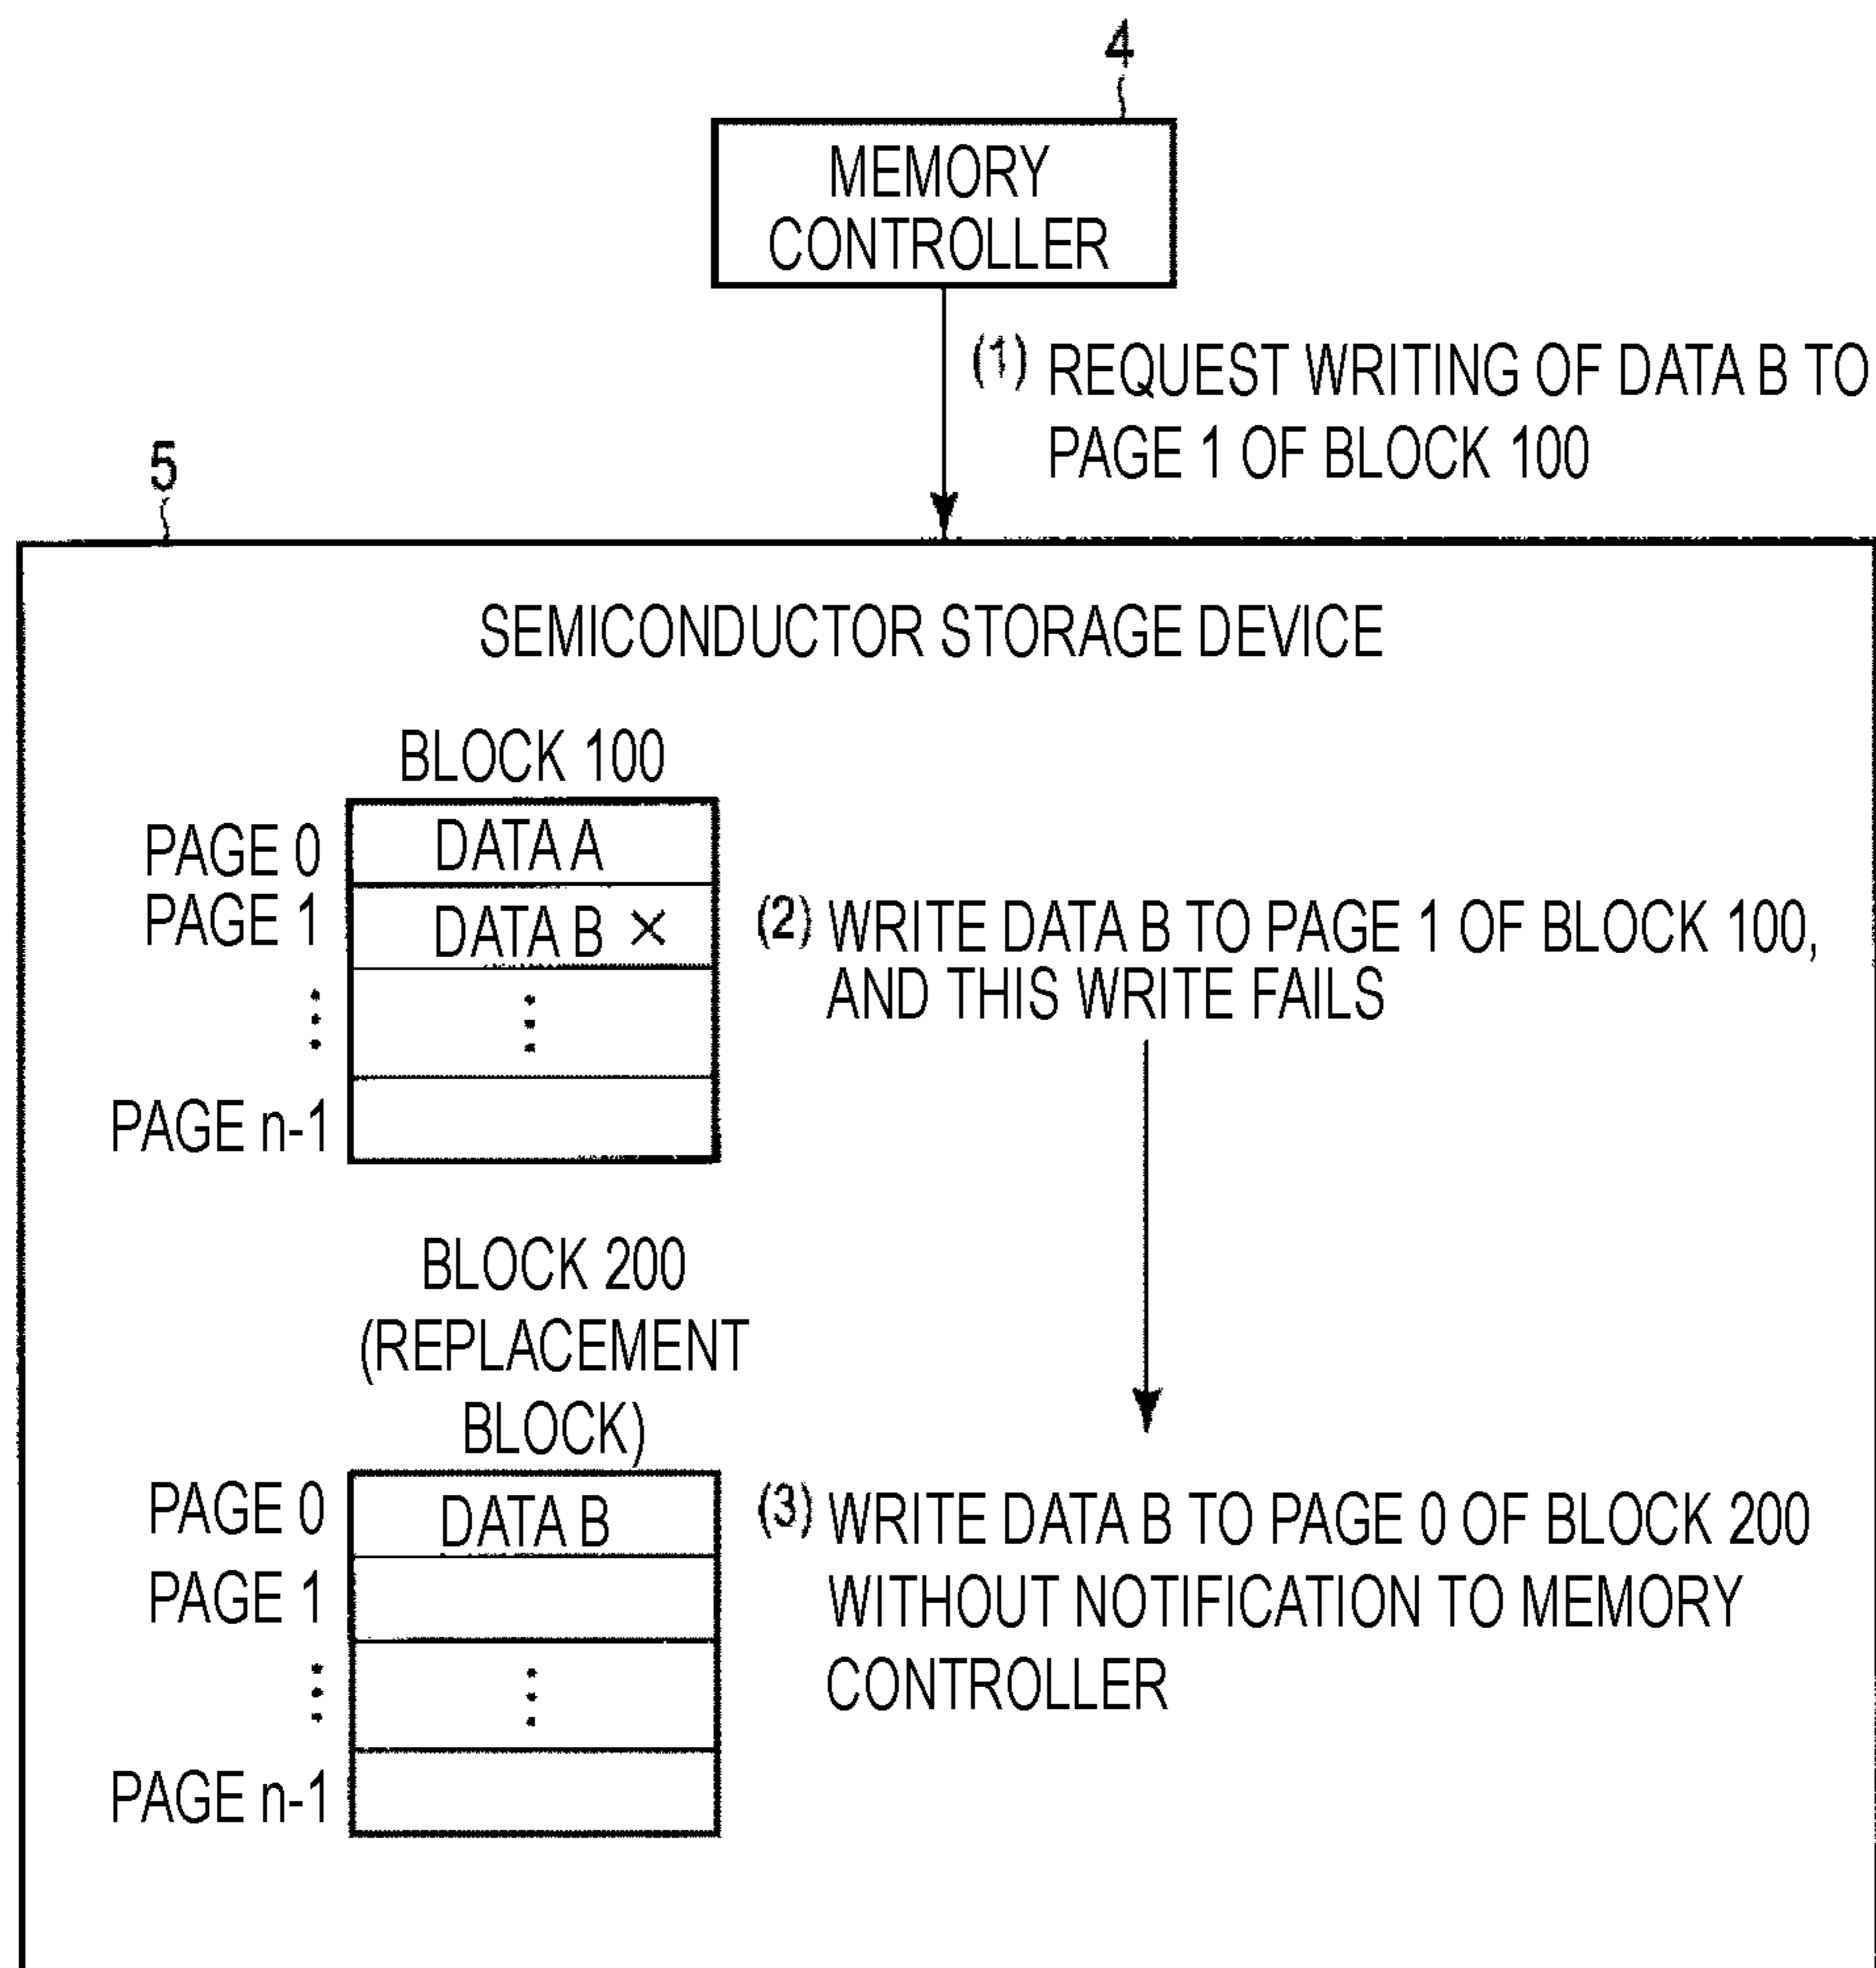 4
MEMORY
CONTROLLER
(1) REQUEST WRITING OF DATA B TO
PAGE 1 OF BLOCK 100
5
SEMICONDUCTOR STORAGE DEVICE
BLOCK 100
PAGE 0 DATA A
PAGE 1 DATA B × (2) WRITE DATA B TO PAGE 1 OF BLOCK 100,
AND THIS WRITE FAILS
PAGE n-1
BLOCK 200
(REPLACEMENT
BLOCK)
PAGE 0 DATA B (3) WRITE DATA B TO PAGE 0 OF BLOCK 200
PAGE 1 WITHOUT NOTIFICATION TO MEMORY
CONTROLLER
PAGE n-1